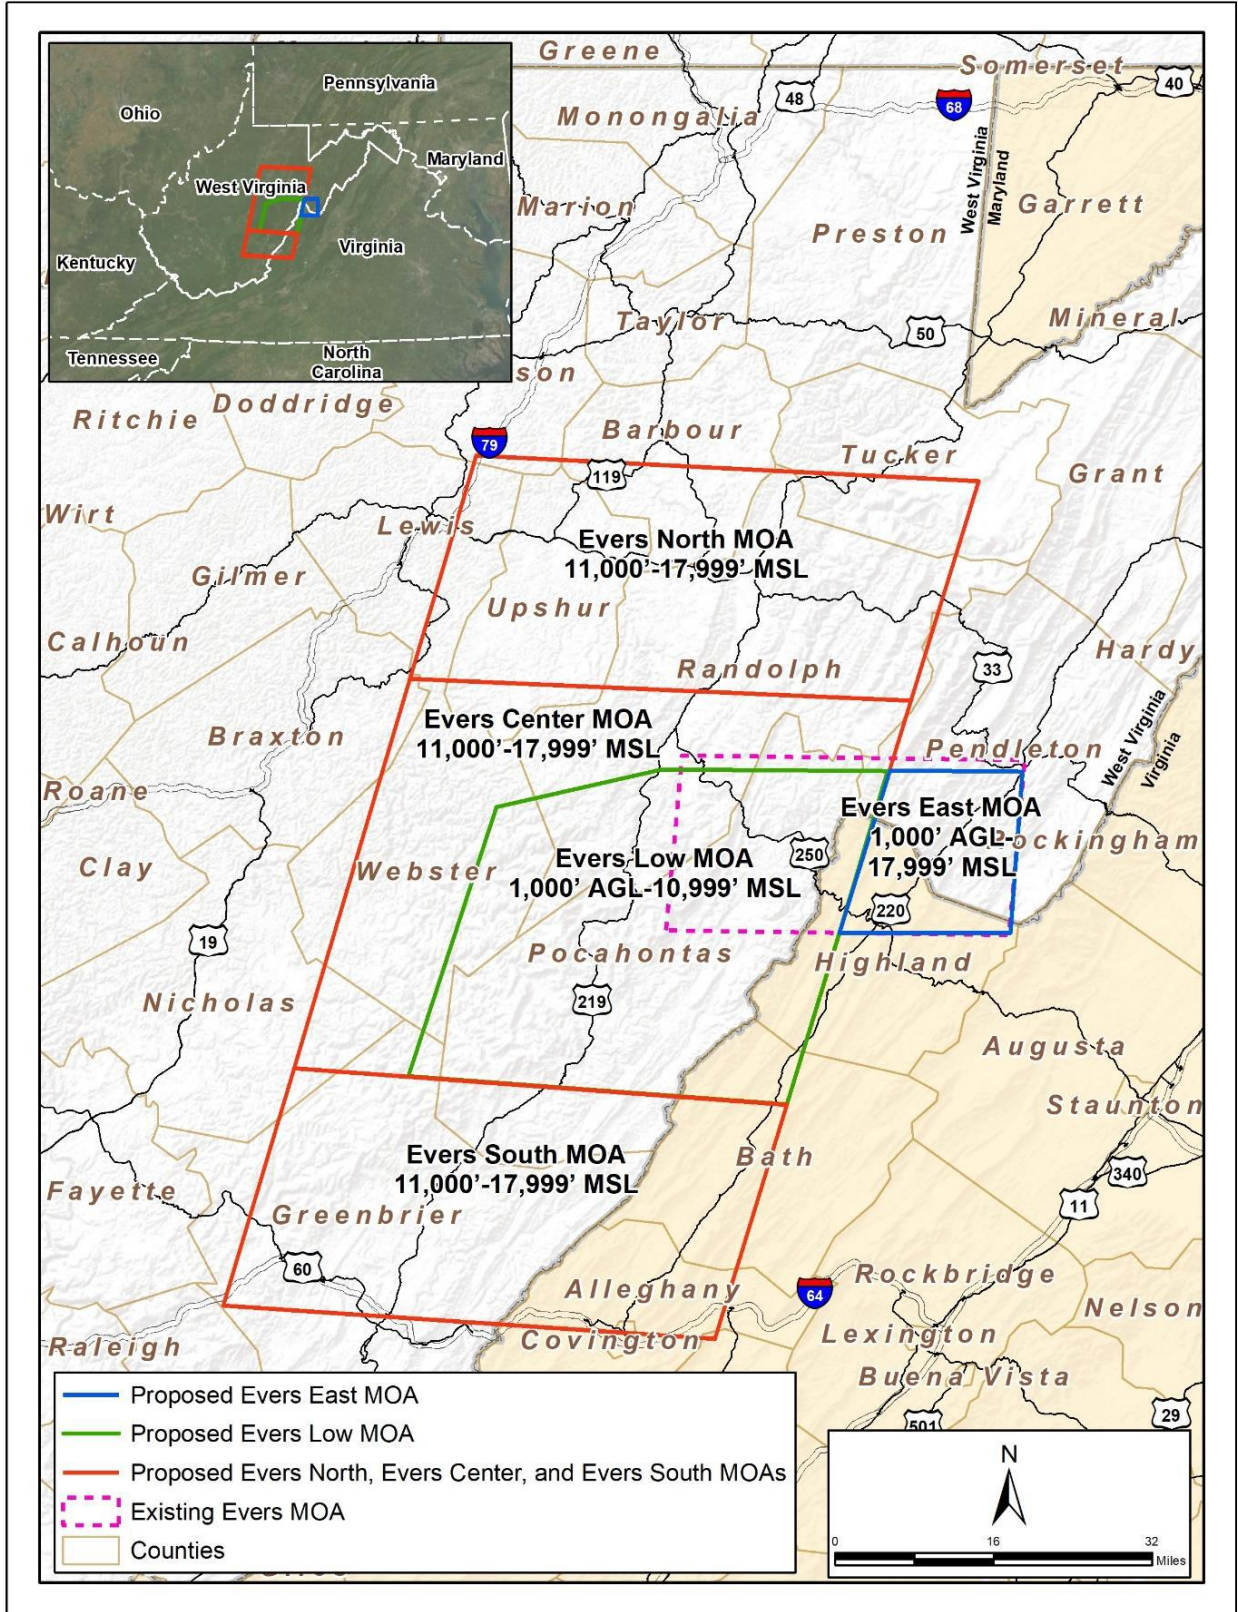 Greene
Somerset
Pennsylvania
Ohio
Maryland
West Virginia
Virginia
Kentucky
Tennessee
North
Carolina
48
68
40
Monongalia
West Virginia
Maryland
Garrett
Marion
Preston
Taylor
50
Mineral
son
Ritchie
Doddridge
79
Barbour
Tucker
Grant
119
Wirt
Lewis
Evers North MOA
11,000'-17,999' MSL
Gilmer
Upshur
Calhoun
Randolph
33
Hardy
Evers Center MOA
11,000'-17,999' MSL
Braxton
Pendleton
West Virginia
Virginia
Roane
Evers East MOA
1,000' AGL-
17,999' MSL
ockingham
Clay
Webster
Evers Low MOA
1,000' AGL-10,999' MSL
250
220
19
Pocahontas
Highland
Nicholas
219
Augusta
Staunton
Evers South MOA
11,000'-17,999' MSL
Bath
340
11
Fayette
Greenbrier
60
Alleghany
64
Rockbridge
Nelson
Raleigh
Covington
Lexington
Buena Vista
501
29
Proposed Evers East MOA
Proposed Evers Low MOA
Proposed Evers North, Evers Center, and Evers South MOAs
Existing Evers MOA
Counties
N
0 16 32
Miles